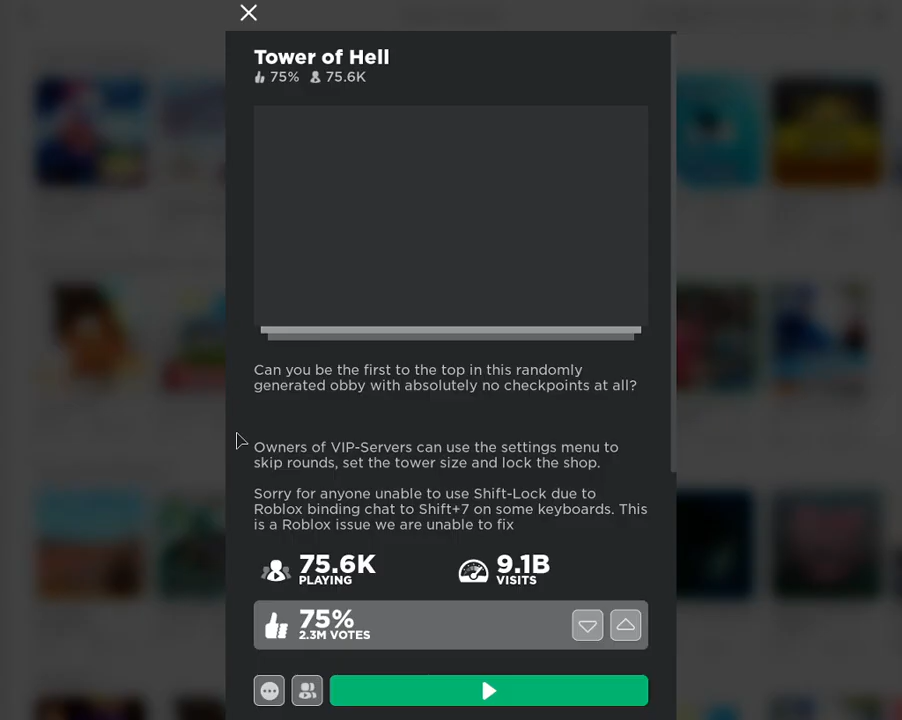 Tower of Hell
75% 75.6K
Can you be the first to the top in this randomly
generated obby with absolutely no checkpoints at all?
Owners of VIP-Servers can use the settings menu to
skip rounds, set the tower size and lock the shop.
Sorry for anyone unable to use Shift-Lock due to
Roblox binding chat to Shift+7 on some keyboards. This
is a Roblox issue we are unable to fix
75.6K
PLAYING
9.1B
VISITS
75%
2.3M VOTES